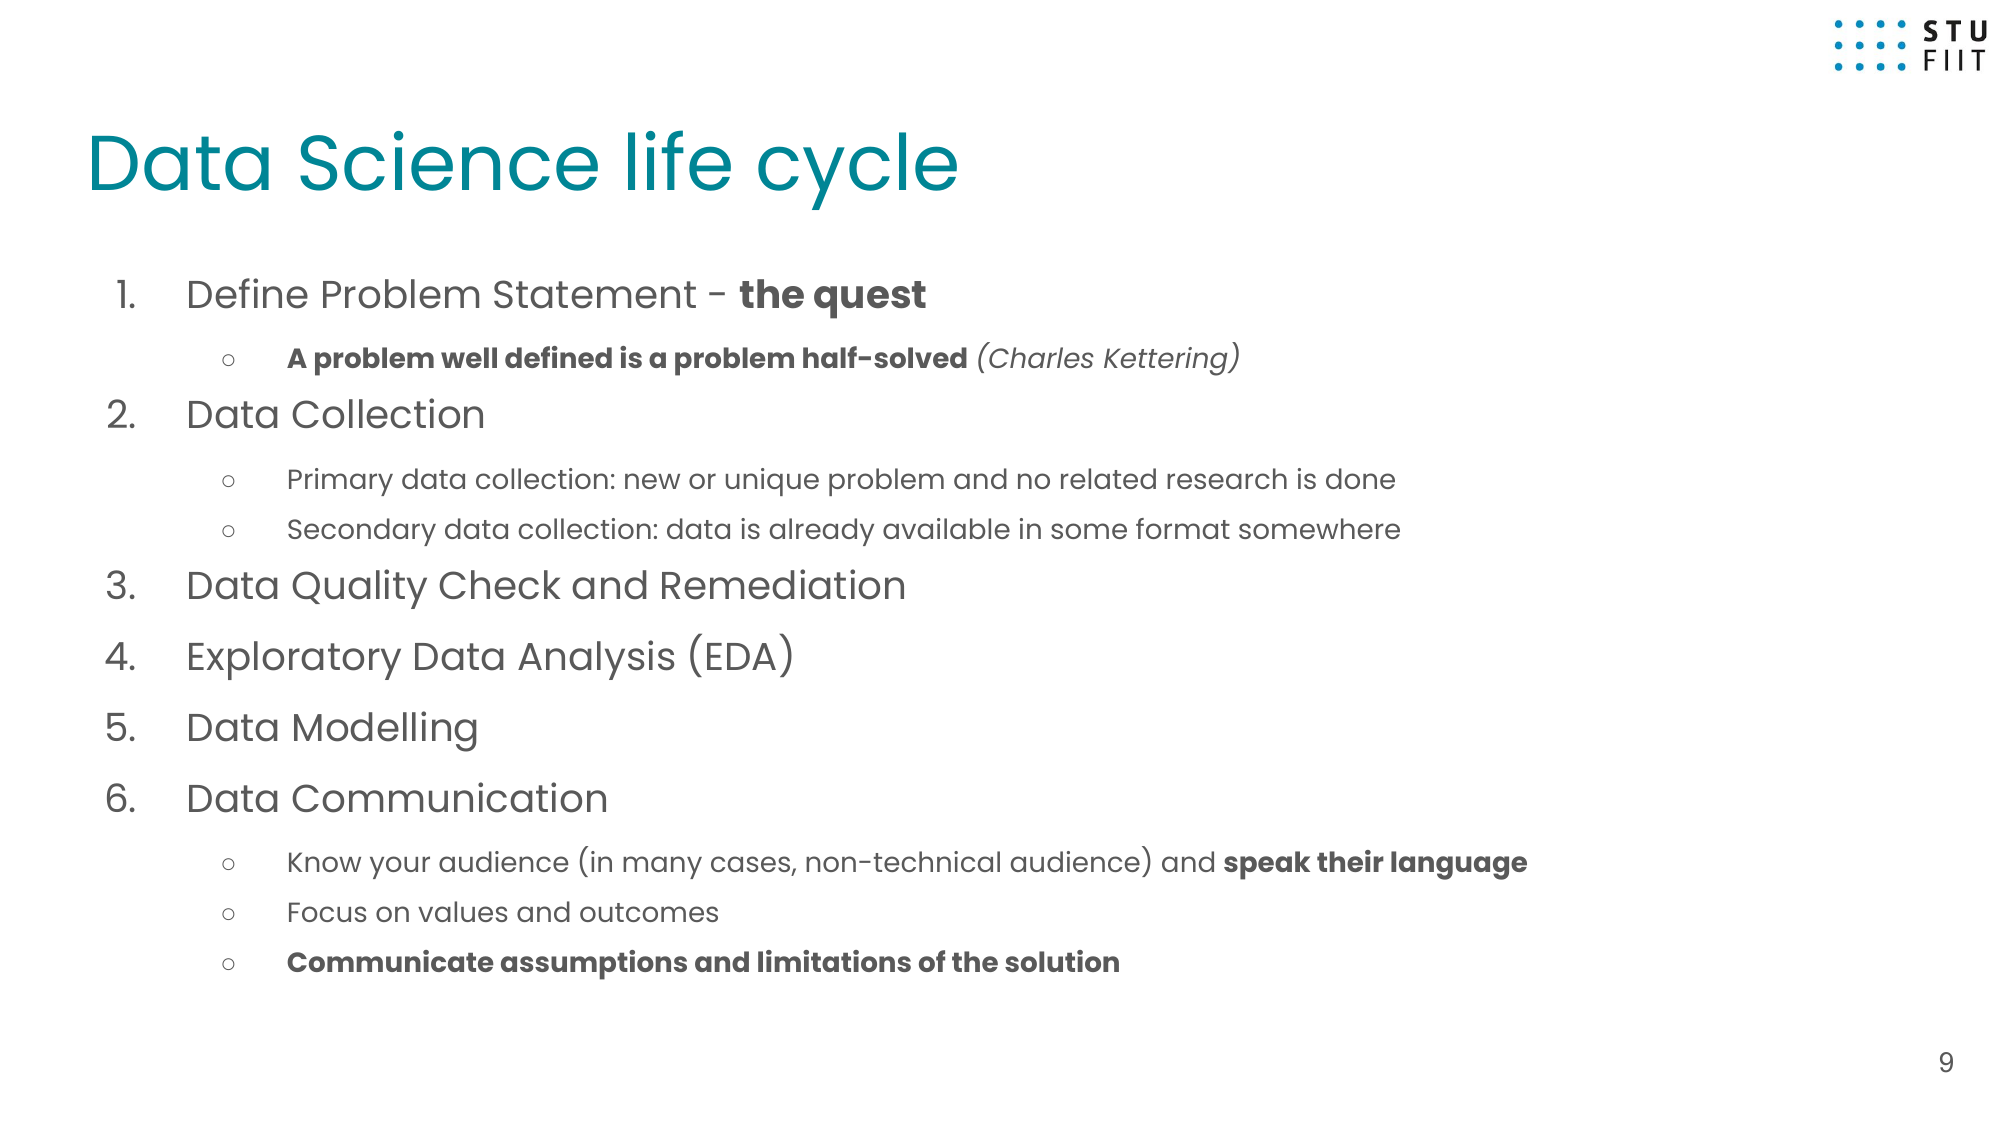 STU
FIIT
Data Science life cycle
1. Define Problem Statement - the quest
○ A problem well defined is a problem half-solved (Charles Kettering)
2. Data Collection
○ Primary data collection: new or unique problem and no related research is done
○ Secondary data collection: data is already available in some format somewhere
3. Data Quality Check and Remediation
4. Exploratory Data Analysis (EDA)
5. Data Modelling
6. Data Communication
○ Know your audience (in many cases, non-technical audience) and speak their language
○ Focus on values and outcomes
○ Communicate assumptions and limitations of the solution
9